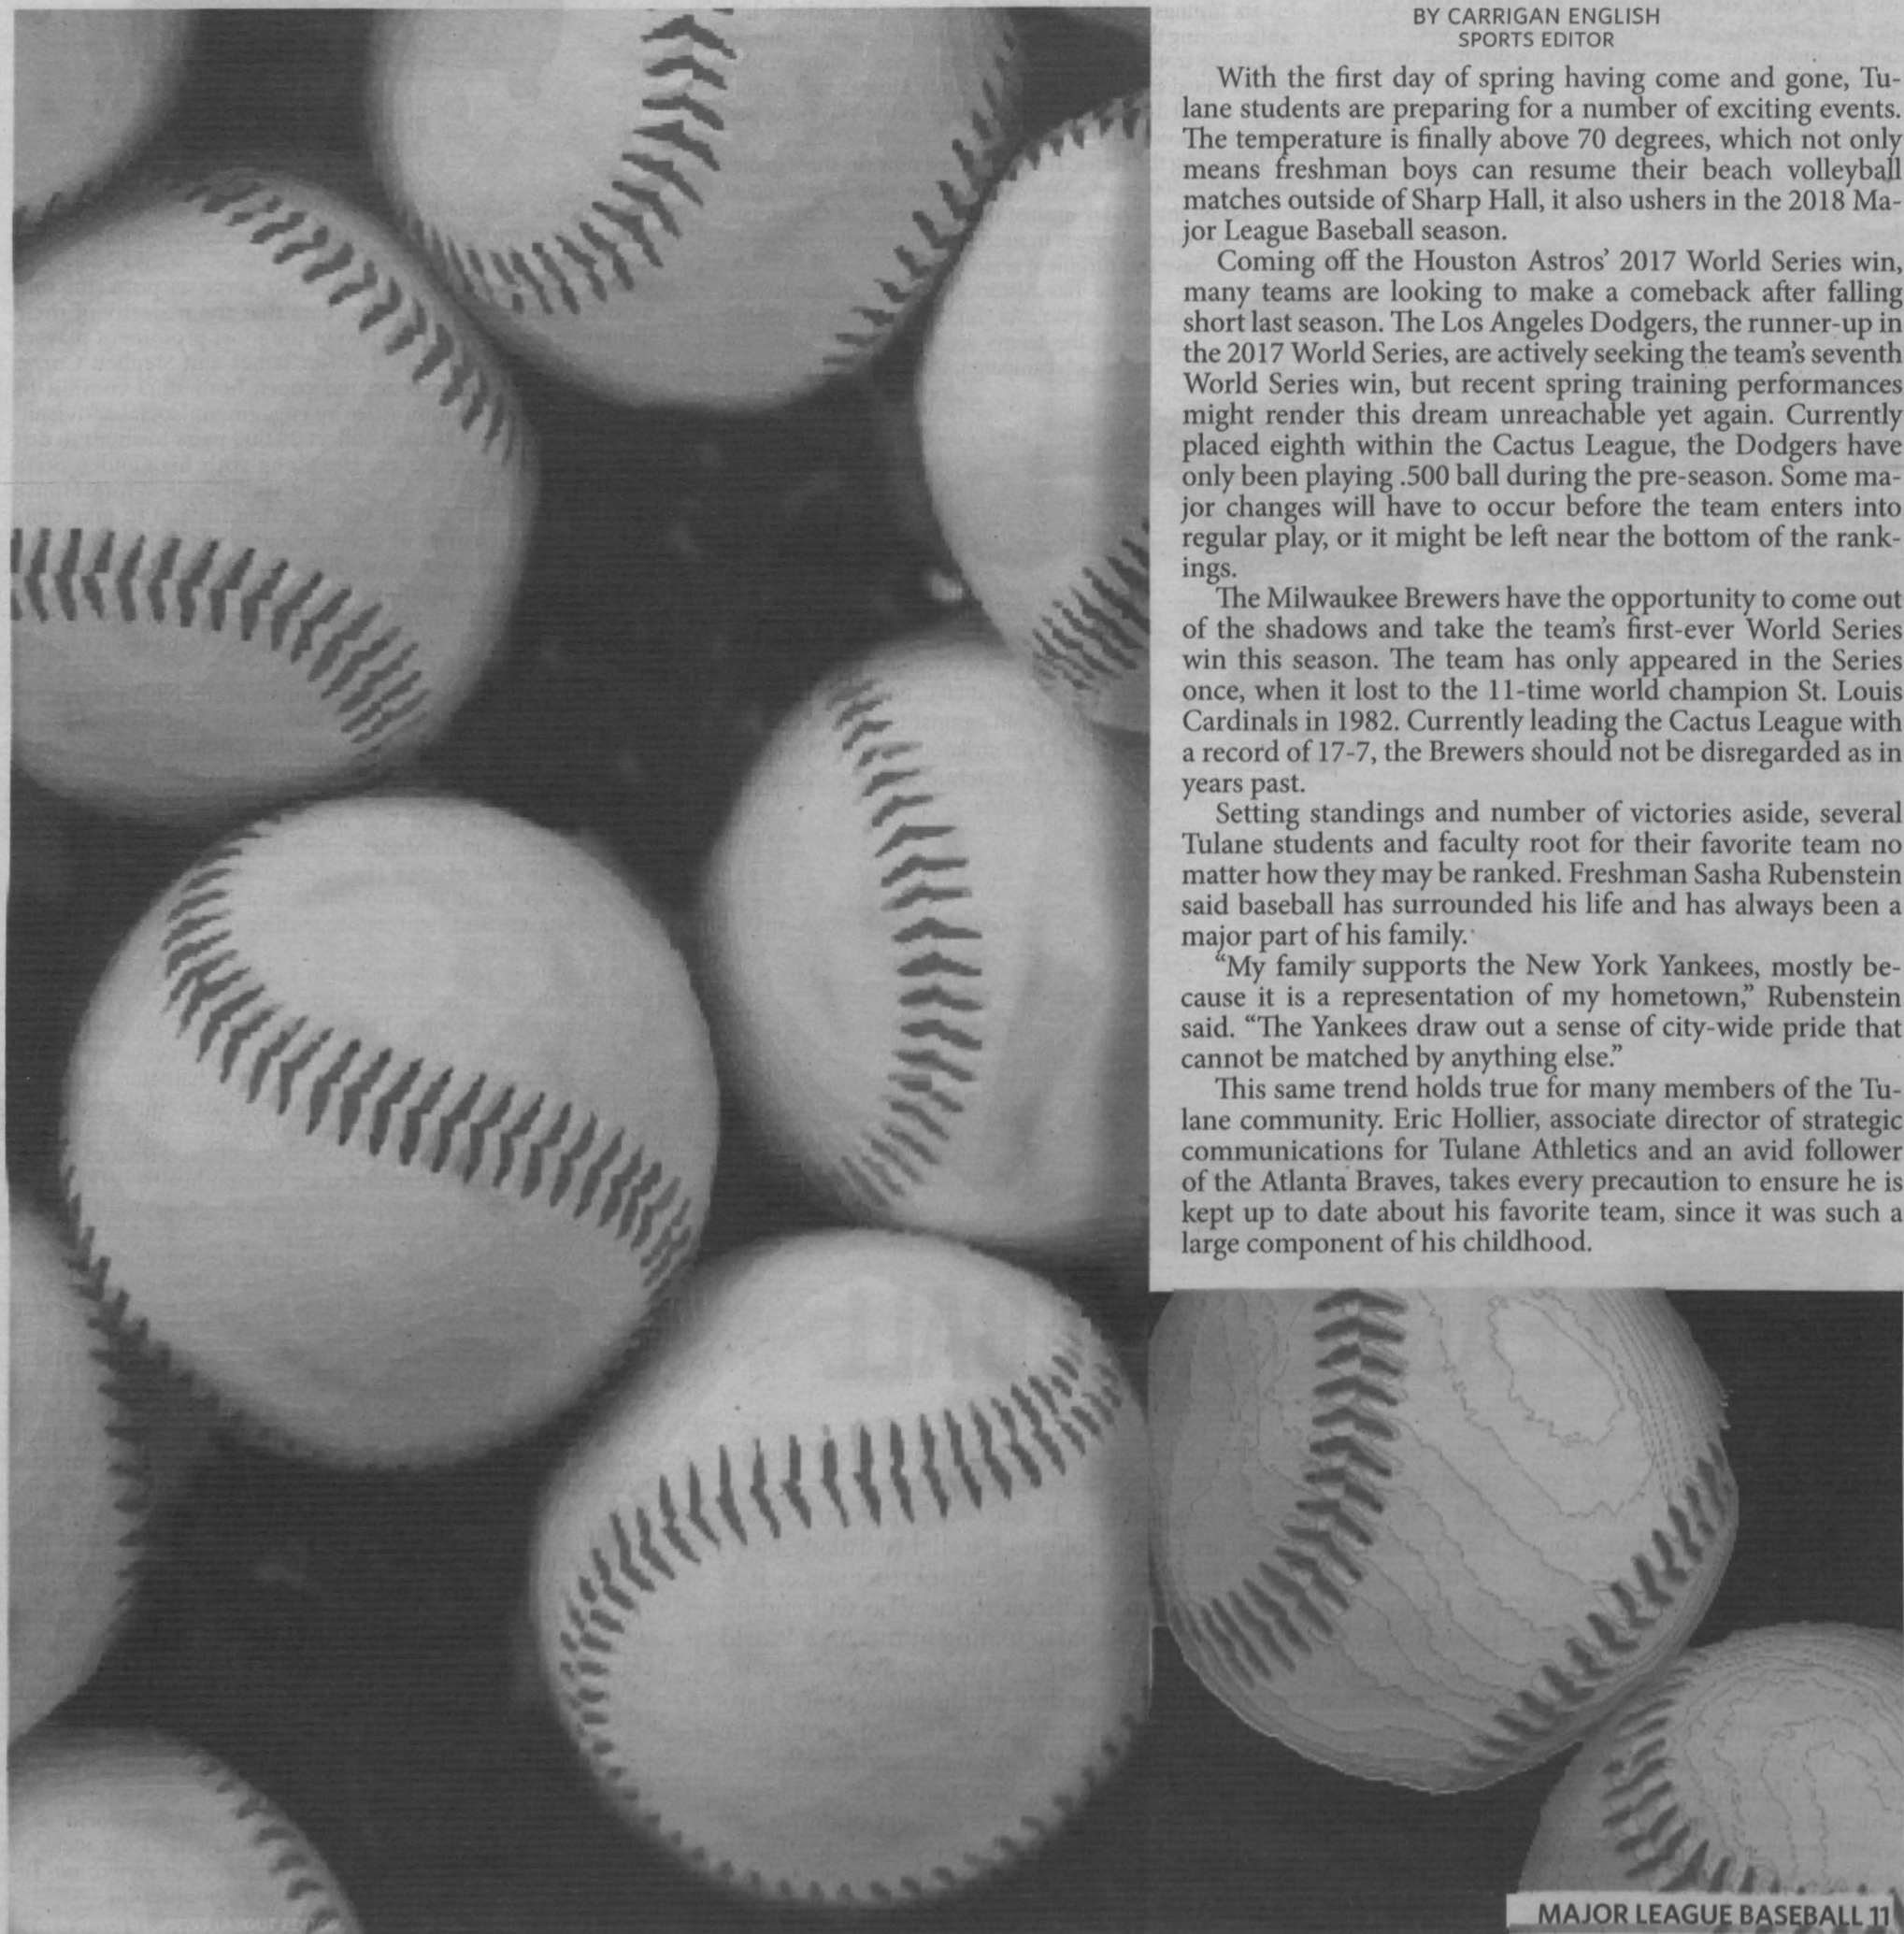 BY CARRIGAN ENGLISH
SPORTS EDITOR
With the first day of spring having come and gone, Tu-
lane students are preparing for a number of exciting events.
The temperature is finally above 70 degrees, which not only
means freshman boys can resume their beach volleyball
matches outside of Sharp Hall, it also ushers in the 2018 Ma-
jor League Baseball season.
Coming off the Houston Astros’ 2017 World Series win,
many teams are looking to make a comeback after falling
short last season. The Los Angeles Dodgers, the runner-up in
the 2017 World Series, are actively seeking the team’s seventh
World Series win, but recent spring training performances
might render this dream unreachable yet again. Currently
placed eighth within the Cactus League, the Dodgers have
only been playing .500 ball during the pre-season. Some ma-
jor changes will have to occur before the team enters into
regular play, or it might be left near the bottom of the rank-
ings.
The Milwaukee Brewers have the opportunity to come out
of the shadows and take the team’s first-ever World Series
win this season. The team has only appeared in the Series
once, when it lost to the 11-time world champion St. Louis
Cardinals in 1982. Currently leading the Cactus League with
a record of 17-7, the Brewers should not be disregarded as in
years past.
Setting standings and number of victories aside, several
Tulane students and faculty root for their favorite team no
matter how they may be ranked. Freshman Sasha Rubenstein
said baseball has surrounded his life and has always been a
major part of his family.
“My family supports the New York Yankees, mostly be-
cause it is a representation of my hometown,” Rubenstein
said. “The Yankees draw out a sense of city-wide pride that
cannot be matched by anything else.”
This same trend holds true for many members of the Tu-
lane community. Eric Hollier, associate director of strategic
communications for Tulane Athletics and an avid follower
of the Atlanta Braves, takes every precaution to ensure he is
kept up to date about his favorite team, since it was such a
large component of his childhood.
MAJOR LEAGUE BASEBALL 11